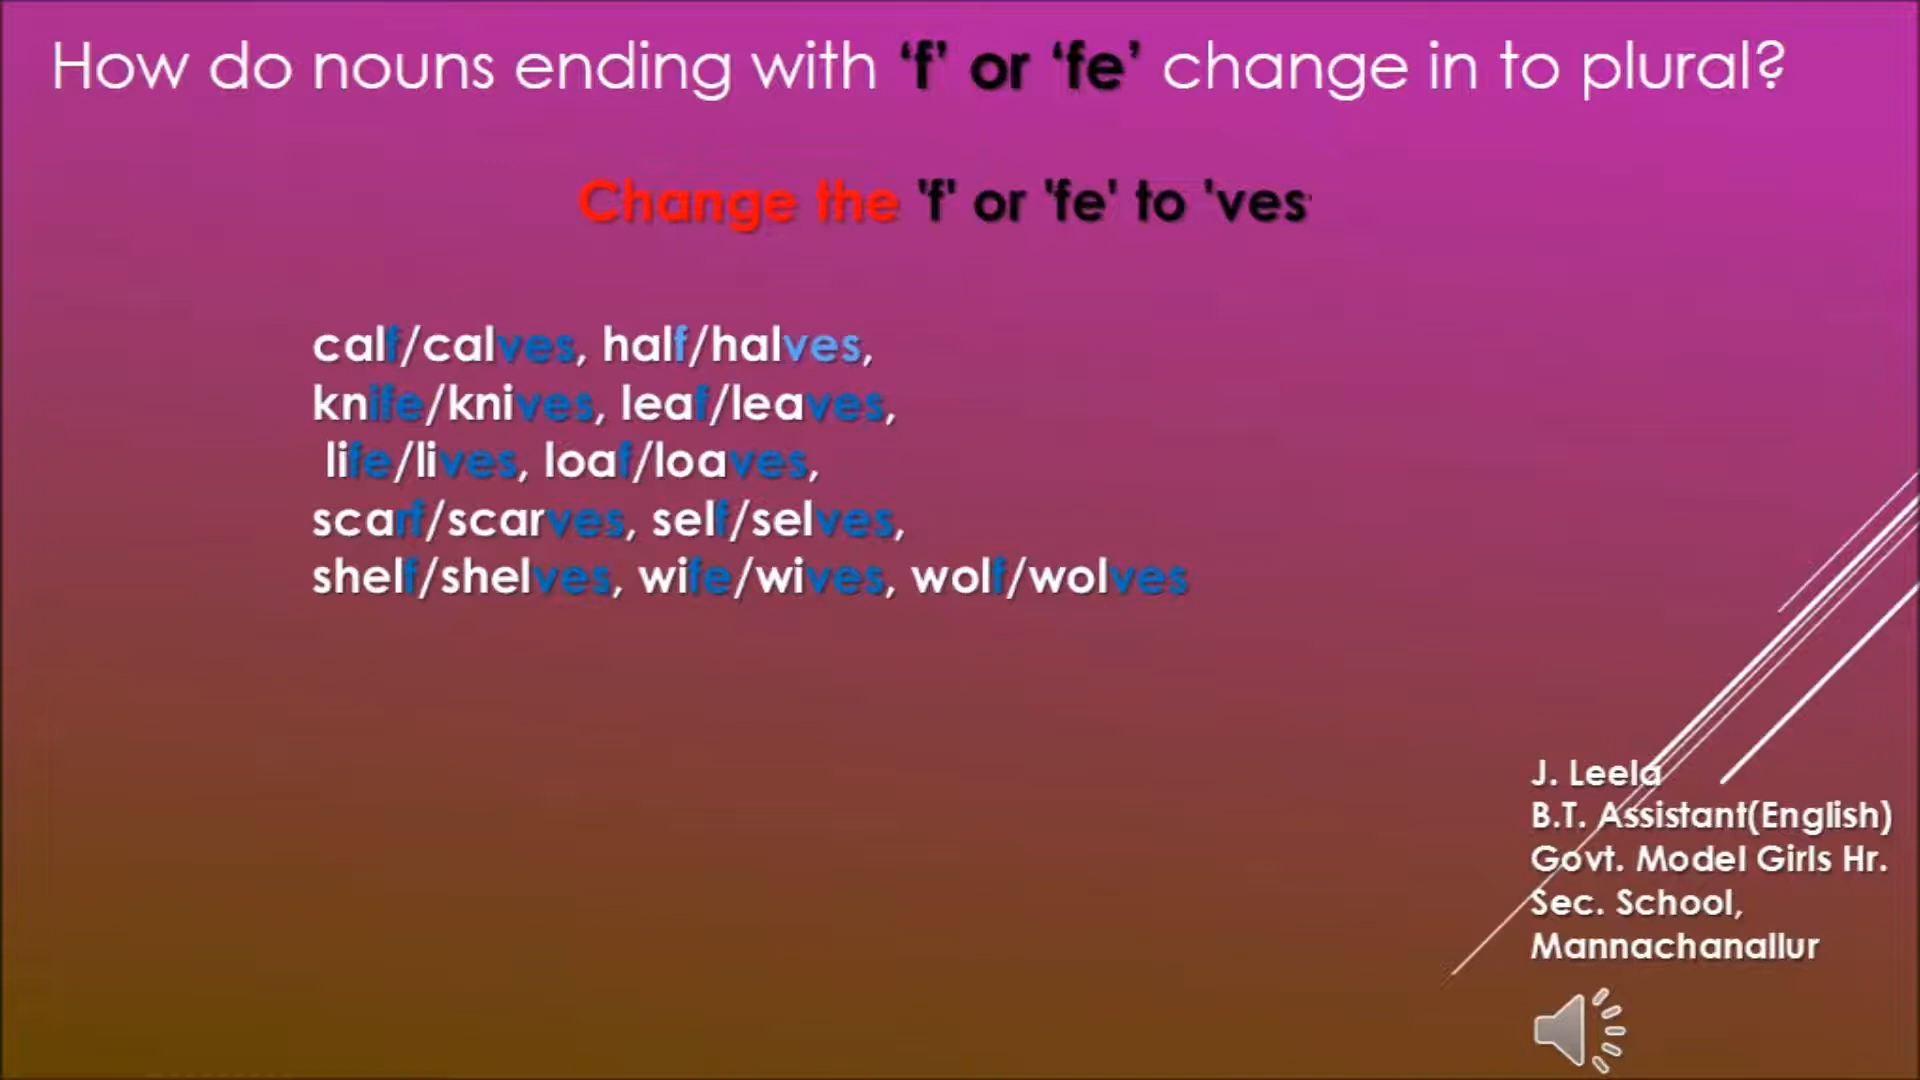 How do nouns ending with ‘f’ or ‘fe’ change in to plural?
Change the 'f' or 'fe' to 'ves'
calf/calves, half/halves,
knife/knives, leaf/leaves,
life/lives, loaf/loaves,
scarf/scarves, self/selves,
shelf/shelves, wife/wives, wolf/wolves
J. Leela
B.T. Assistant(English)
Govt. Model Girls Hr.
Sec. School,
Mannachanallur